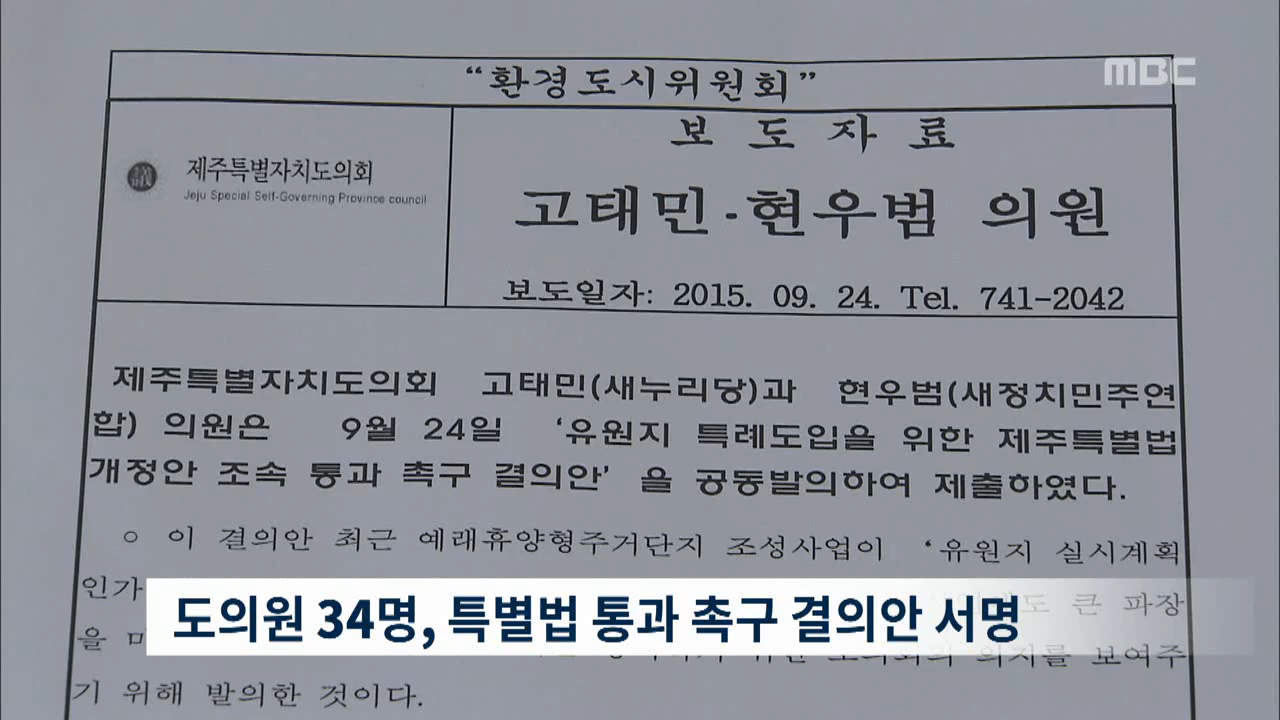 MBC
“환경도시위원회”
제주특별자치도의회
Jeju Special Self-Governing Province council
보 도 자 료
고태민·현우범 의원
보도일자: 2015. 09. 24. Tel. 741-2042
제주특별자치도의회 고태민(새누리당)과 현우범(새정치민주연
합) 의원은 9월 24일 ‘유원지 특례도입을 위한 제주특별법
개정안 조속 통과 촉구 결의안’ 을 공동발의하여 제출하였다.
○ 이 결의안 최근 예래휴양형주거단지 조성사업이 ‘유원지 실시계획
인가 큰 파장
도의원 34명, 특별법 통과 촉구 결의안 서명
을 의지를 보여주
기 위해 발의한 것이다.